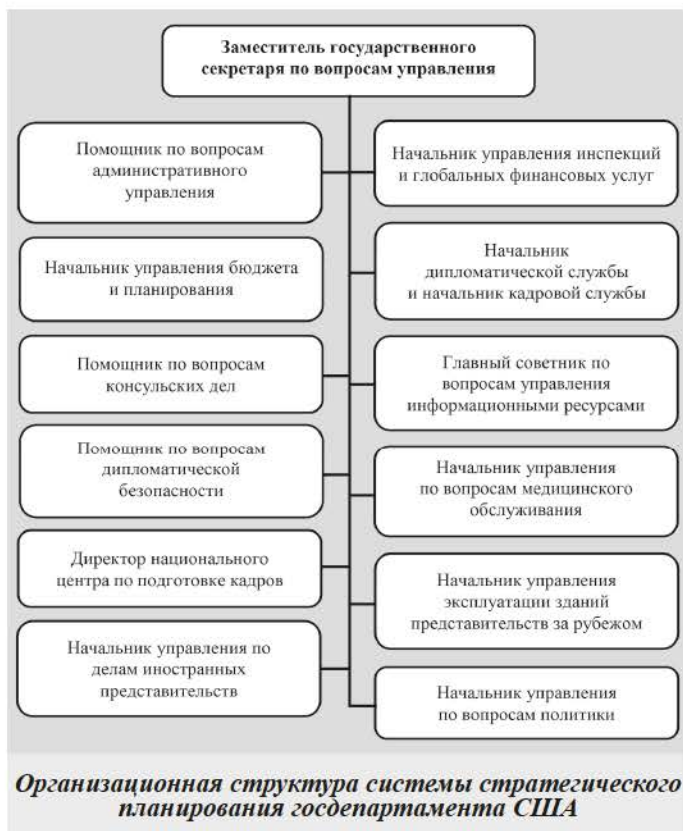 Заместитель государственного
секретаря по вопросам управления
Помощник по вопросам
административного
управления
Начальник управления бюджета
и планирования
Помощник по вопросам
консульских дел
Помощник по вопросам
дипломатической
безопасности
Директор национального
центра по подготовке кадров
Начальник управления по
делам иностранных
представительств
Начальник управления инспекций
и глобальных финансовых услуг
Начальник
дипломатической службы
и начальник кадровой службы
Главный советник по
вопросам управления
информационными ресурсами
Начальник управления
по вопросам медицинского
обслуживания
Начальник управления
эксплуатации зданий
представительств за рубежом
Начальник управления
по вопросам политики
Организационная структура системы стратегического
планирования госдепартамента США